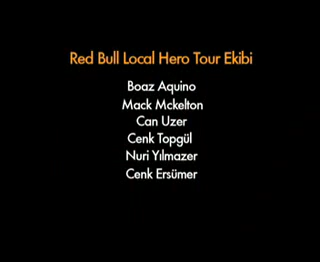 Red Bull Local Hero Tour Ekibi
Boaz Aquino
Mack Mckelton
Can Uzer
Cenk Topgül
Nuri Yılmazer
Cenk Ersümer